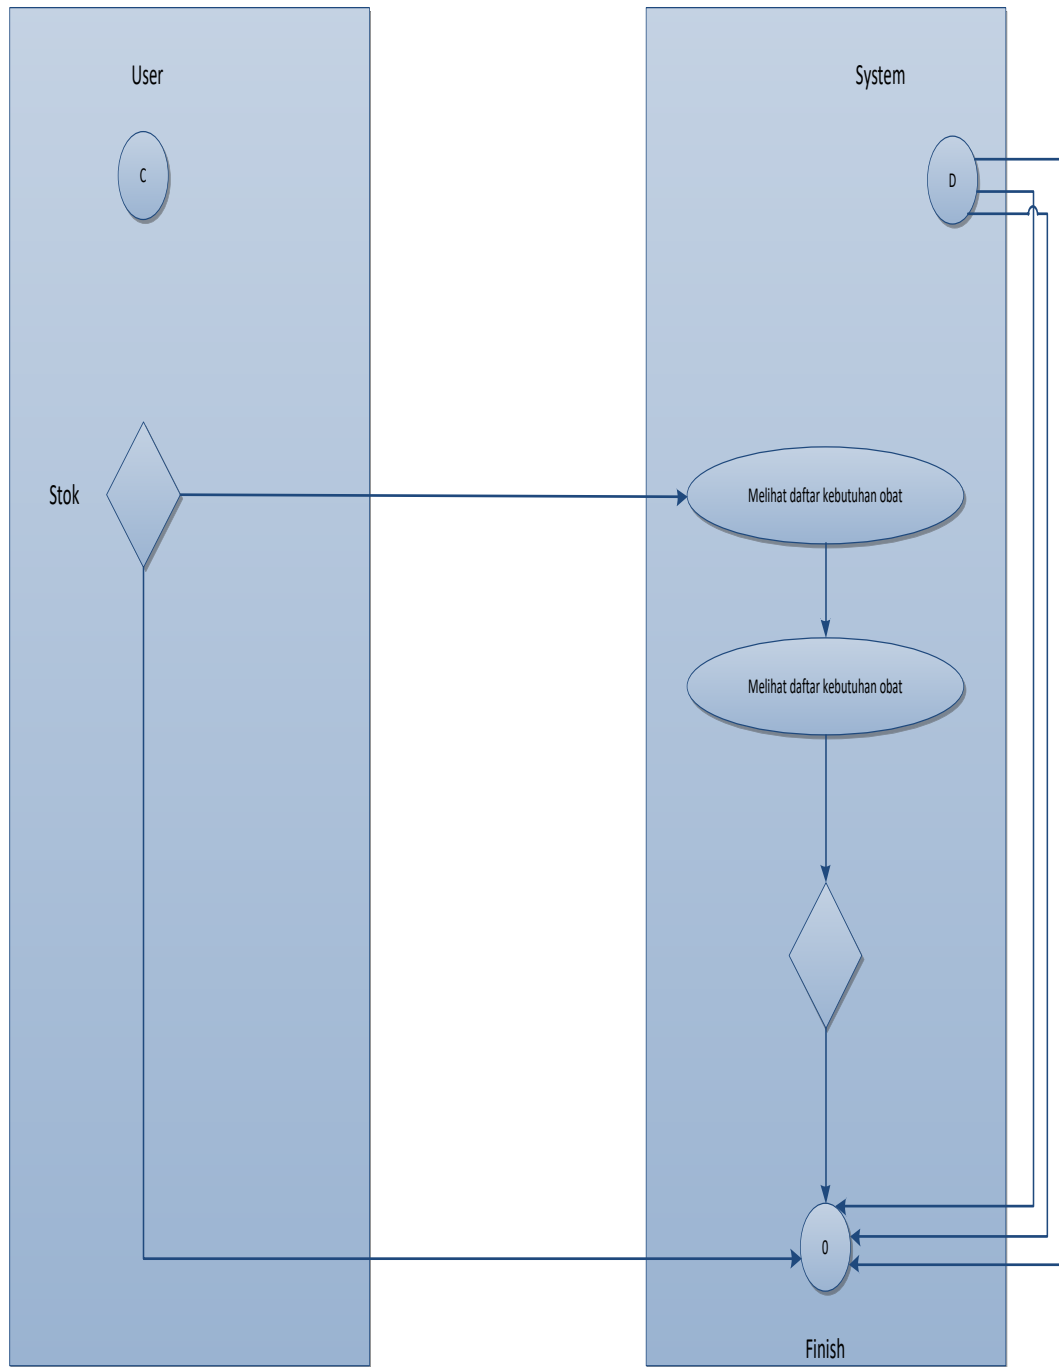 User
System
C
D
Stok
Melihat daftar kebutuhan obat
Melihat daftar kebutuhan obat
0
Finish